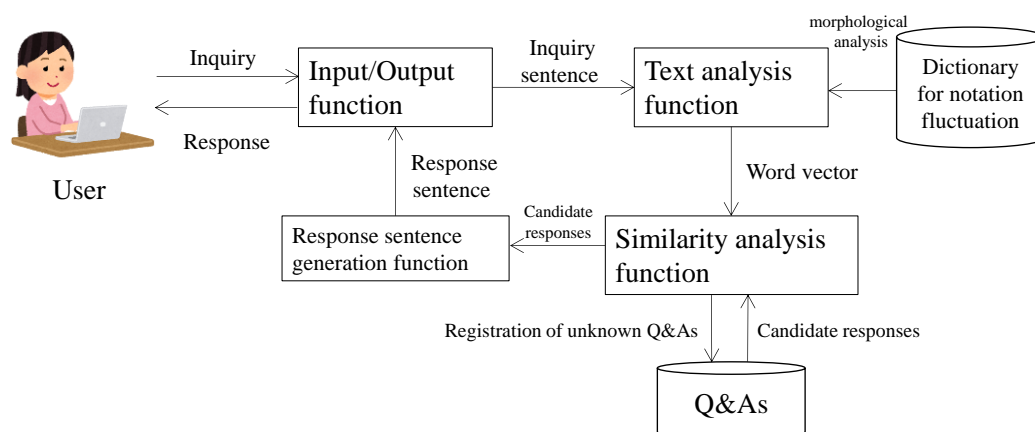 Inquiry
Response
User
Input/Output
function
Inquiry
sentence
Text analysis
function
morphological
analysis
Dictionary
for notation
fluctuation
Response
sentence
Word vector
Response sentence
generation function
Candidate
responses
Similarity analysis
function
Registration of unknown Q&As
Candidate responses
Q&As